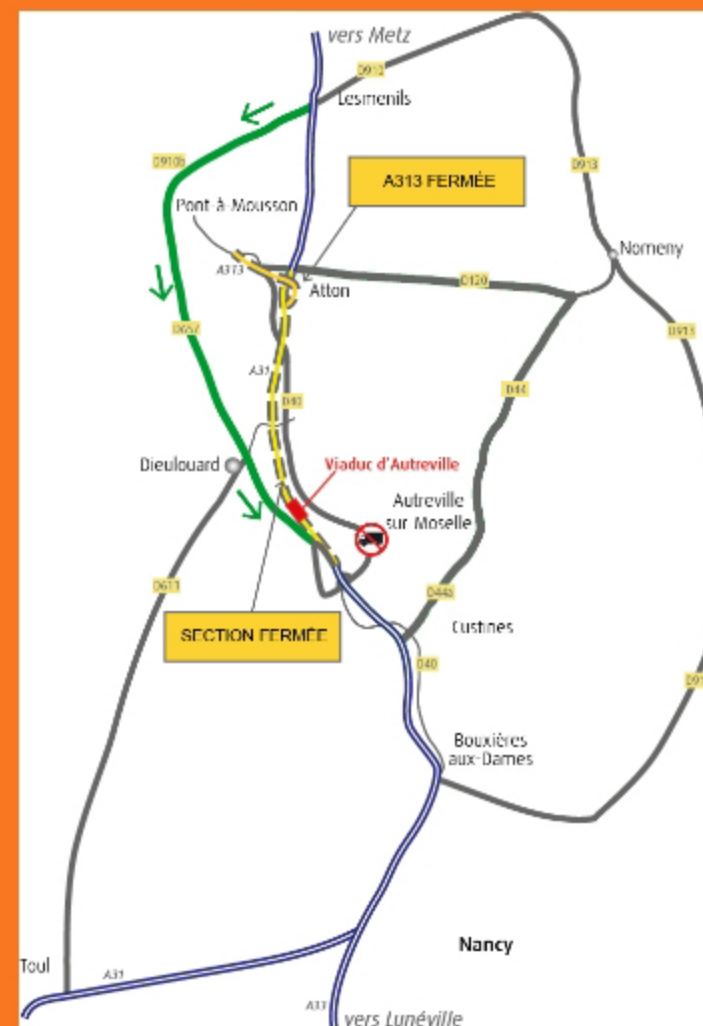 vers Metz
D910
Lesmenils
D910b
A313 FERMÉE
D913
Pont-à-Mousson
Nomeny
A313
D120
Atton
D657
D913
A31
D44
D40
Dieulouard
Viaduc d'Autreville
Autreville
sur Moselle
D611
D44a
SECTION FERMÉE
Custines
D40
Bouxières
aux-Dames
Nancy
Toul
A31
A33
vers Lunéville